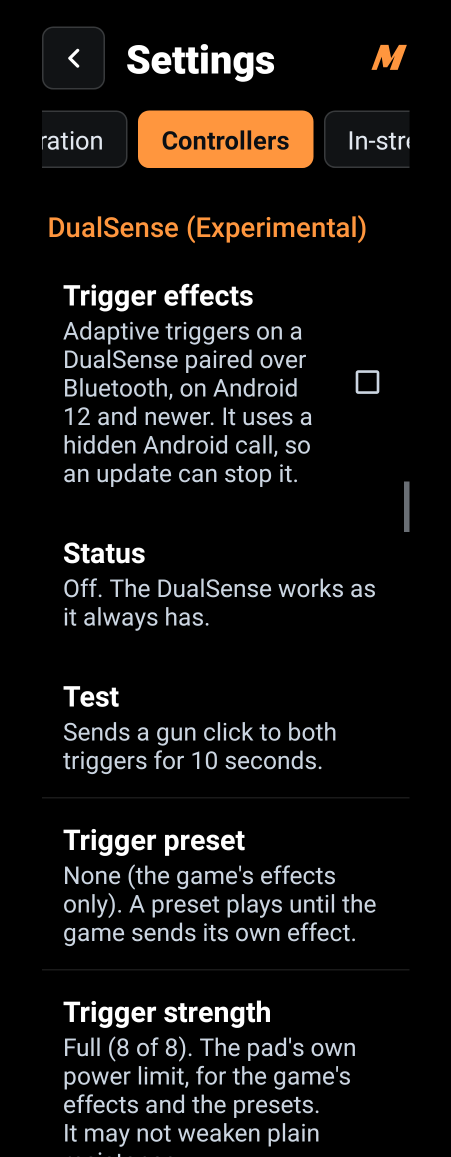 Settings
M
ration
Controllers
In-stre
DualSense (Experimental)
Trigger effects
Adaptive triggers on a
DualSense paired over
Bluetooth, on Android
12 and newer. It uses a
hidden Android call, so
an update can stop it.
Status
Off. The DualSense works as
it always has.
Test
Sends a gun click to both
triggers for 10 seconds.
Trigger preset
None (the game's effects
only). A preset plays until the
game sends its own effect.
Trigger strength
Full (8 of 8). The pad's own
power limit, for the game's
effects and the presets.
It may not weaken plain